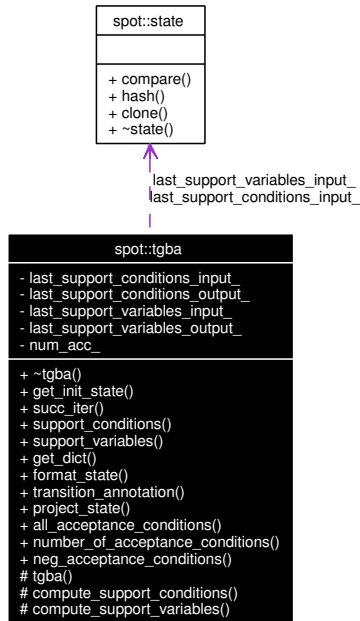 spot::state
+ compare()
+ hash()
+ clone()
+ ~state()
last_support_variables_input_
last_support_conditions_input_
spot::tgba
- last_support_conditions_input_
- last_support_conditions_output_
- last_support_variables_input_
- last_support_variables_output_
- num_acc_
+ ~tgba()
+ get_init_state()
+ succ_iter()
+ support_conditions()
+ support_variables()
+ get_dict()
+ format_state()
+ transition_annotation()
+ project_state()
+ all_acceptance_conditions()
+ number_of_acceptance_conditions()
+ neg_acceptance_conditions()
# tgba()
# compute_support_conditions()
# compute_support_variables()